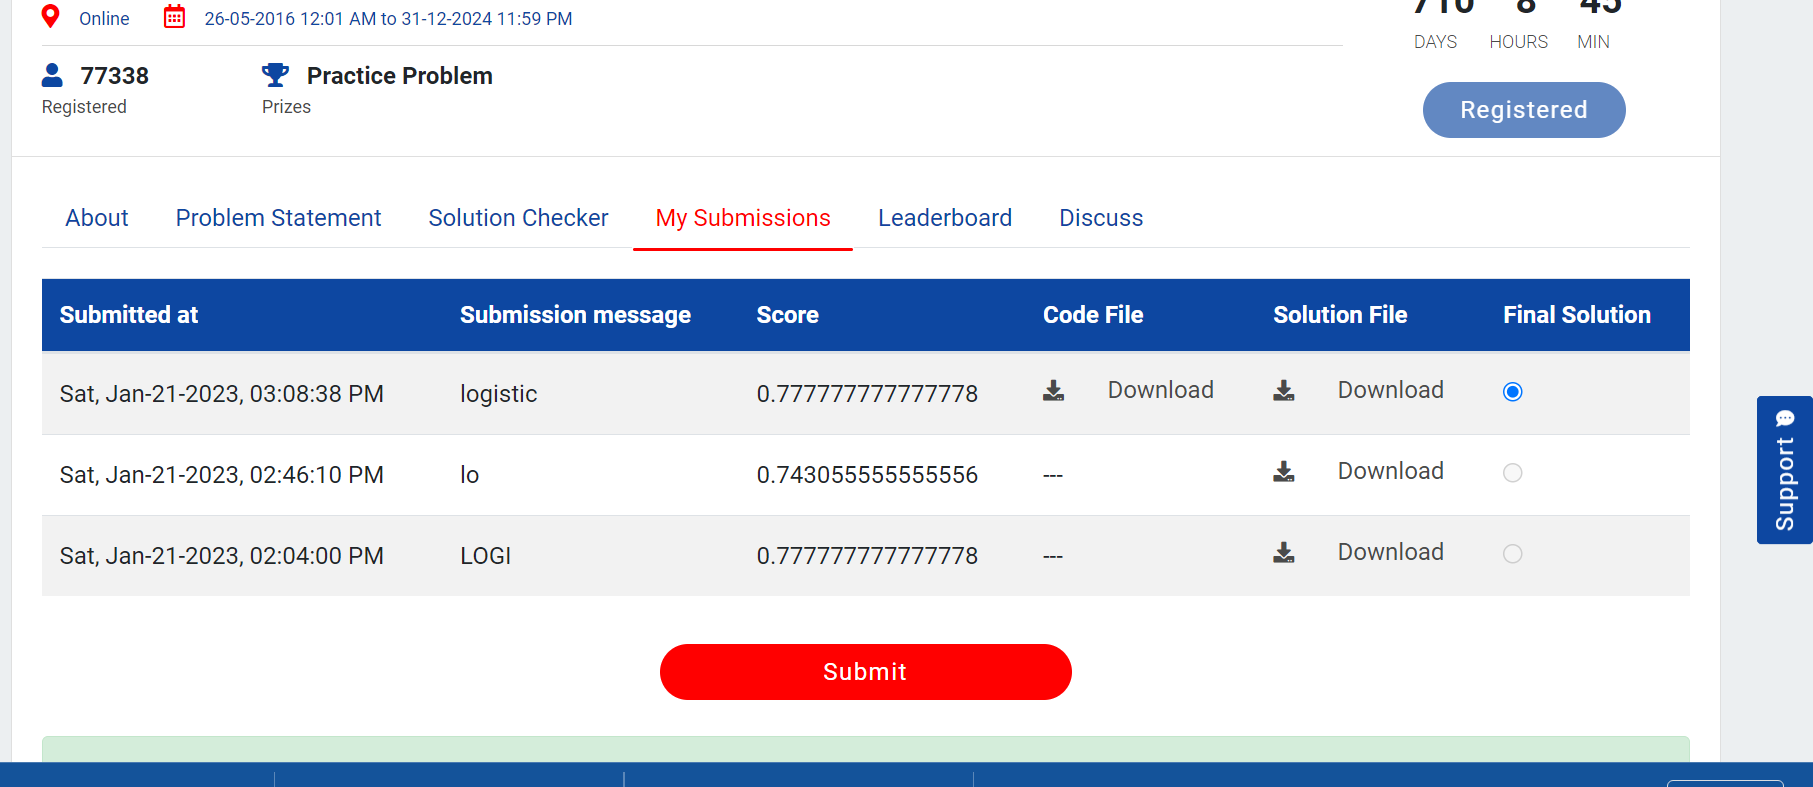 Online 26-05-2016 12:01 AM to 31-12-2024 11:59 PM
710 8 45
DAYS HOURS MIN
77338 Practice Problem
Registered Prizes
Registered
About Problem Statement Solution Checker My Submissions Leaderboard Discuss
Submitted at Submission message Score Code File Solution File Final Solution
Sat, Jan-21-2023, 03:08:38 PM logistic 0.777777777777778 Download Download
Sat, Jan-21-2023, 02:46:10 PM lo 0.743055555555556 --- Download
Sat, Jan-21-2023, 02:04:00 PM LOGI 0.777777777777778 --- Download
Submit
Support